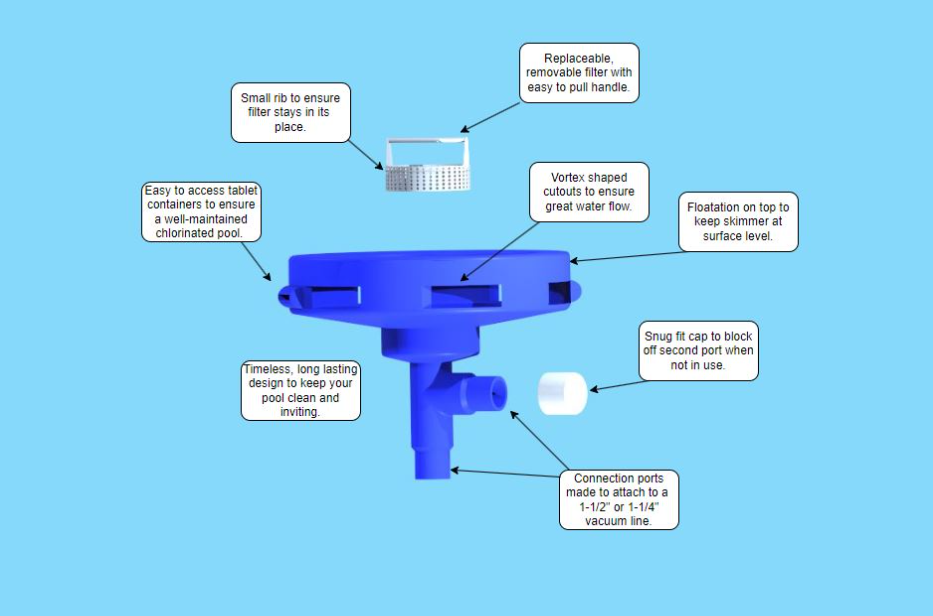 Replaceable,
removable filter with
easy to pull handle.
Small rib to ensure
filter stays in its
place.
Vortex shaped
cutouts to ensure
great water flow.
Easy to access tablet
containers to ensure
a well-maintained
chlorinated pool.
Floatation on top to
keep skimmer at
surface level.
Snug fit cap to block
off second port when
not in use.
Timeless, long lasting
design to keep your
pool clean and
inviting.
Connection ports
made to attach to a
1-1/2" or 1-1/4"
vacuum line.